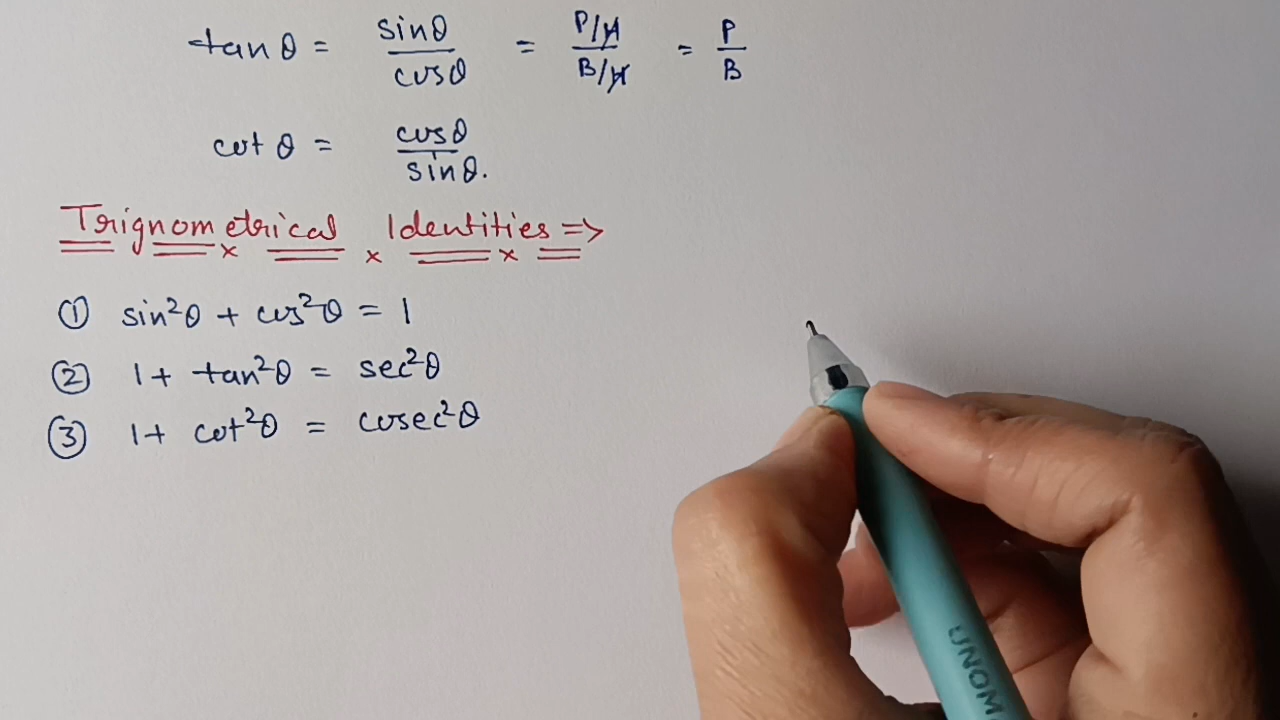 tan θ = sinθ / cosθ = P/H / B/H = P / B
cot θ = cosθ / sinθ.
Trignometrical Identities =>
① sin²θ + cos²θ = 1
② 1 + tan²θ = sec²θ
③ 1 + cot²θ = cosec²θ
UNOM